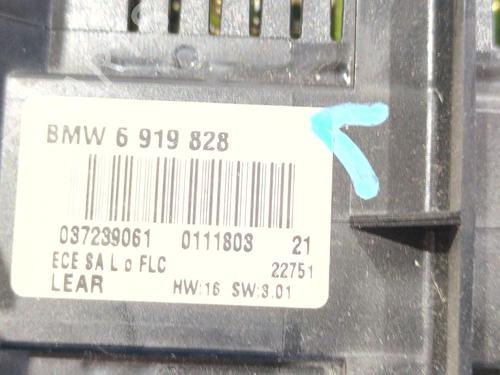 BMW 6 919 828
037239061 0111803 21
ECE SA L o FLC 22751
LEAR HW:16 SW:3.01